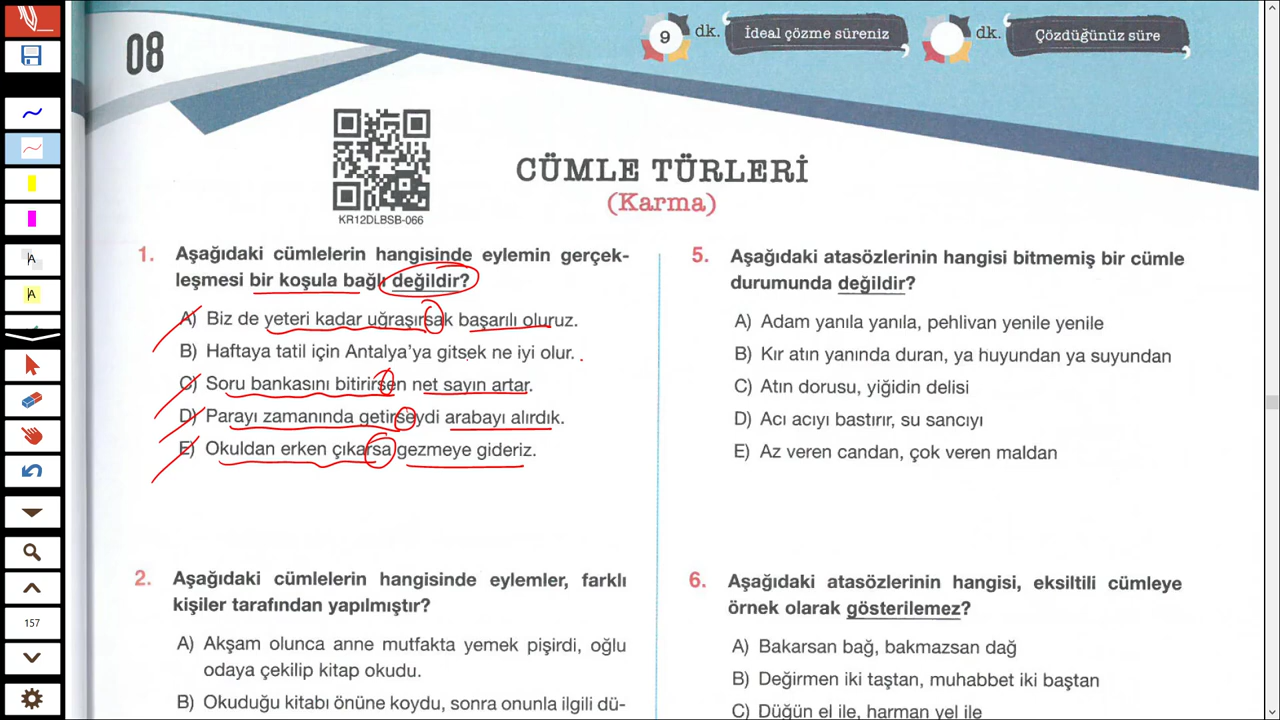 08
9 dk. İdeal çözme süreniz
dk. Çözdüğünüz süre
KR12DLBSB-066
CÜMLE TÜRLERİ
(Karma)
1. Aşağıdaki cümlelerin hangisinde eylemin gerçek-
leşmesi bir koşula bağlı değildir?
A) Biz de yeteri kadar uğraşırsak başarılı oluruz.
B) Haftaya tatil için Antalya'ya gitsek ne iyi olur.
C) Soru bankasını bitirirsen net sayın artar.
D) Parayı zamanında getirseydi arabayı alırdık.
E) Okuldan erken çıkarsa gezmeye gideriz.
2. Aşağıdaki cümlelerin hangisinde eylemler, farklı
kişiler tarafından yapılmıştır?
A) Akşam olunca anne mutfakta yemek pişirdi, oğlu
odaya çekilip kitap okudu.
B) Okuduğu kitabı önüne koydu, sonra onunla ilgili dü-
5. Aşağıdaki atasözlerinin hangisi bitmemiş bir cümle
durumunda değildir?
A) Adam yanıla yanıla, pehlivan yenile yenile
B) Kır atın yanında duran, ya huyundan ya suyundan
C) Atın dorusu, yiğidin delisi
D) Acı acıyı bastırır, su sancıyı
E) Az veren candan, çok veren maldan
6. Aşağıdaki atasözlerinin hangisi, eksiltili cümleye
örnek olarak gösterilemez?
A) Bakarsan bağ, bakmazsan dağ
B) Değirmen iki taştan, muhabbet iki baştan
C) Düğün el ile, harman yel ile
A
A
157